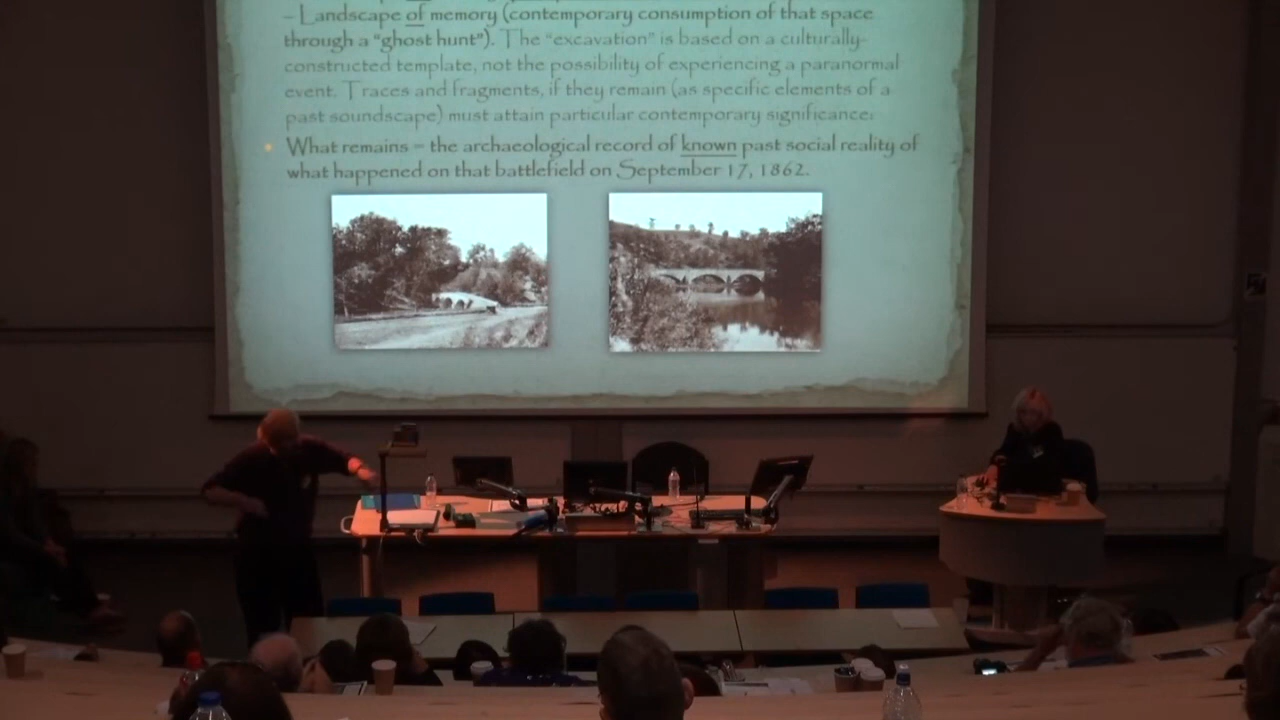 – Landscape of memory (contemporary consumption of that space
through a “ghost hunt”). The “excavation” is based on a culturally-
constructed template, not the possibility of experiencing a paranormal
event. Traces and fragments, if they remain (as specific elements of a
past soundscape) must attain particular contemporary significance.
What remains = the archaeological record of known past social reality of
what happened on that battlefield on September 17, 1862.